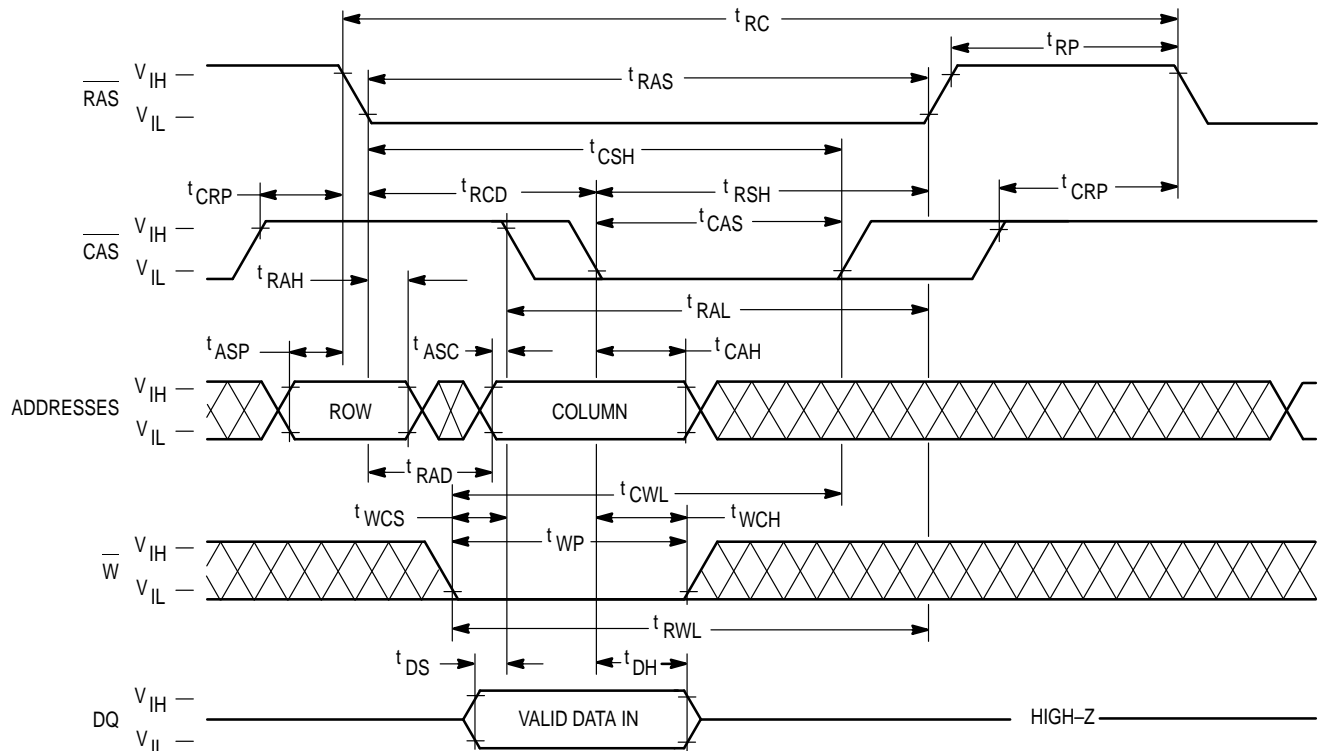 t RC
t RP
V IH
RAS
t RAS
V IL
t CSH
t CRP
t RCD
t RSH
t CRP
V IH
t CAS
CAS
V IL
t RAH
t RAL
t ASP
t ASC
t CAH
V IH
ADDRESSES
ROW
COLUMN
V IL
t RAD
t CWL
t WCS
t WCH
t WP
V IH
W
V IL
t RWL
t DS
t DH
V IH
DQ
VALID DATA IN
HIGH–Z
V IL